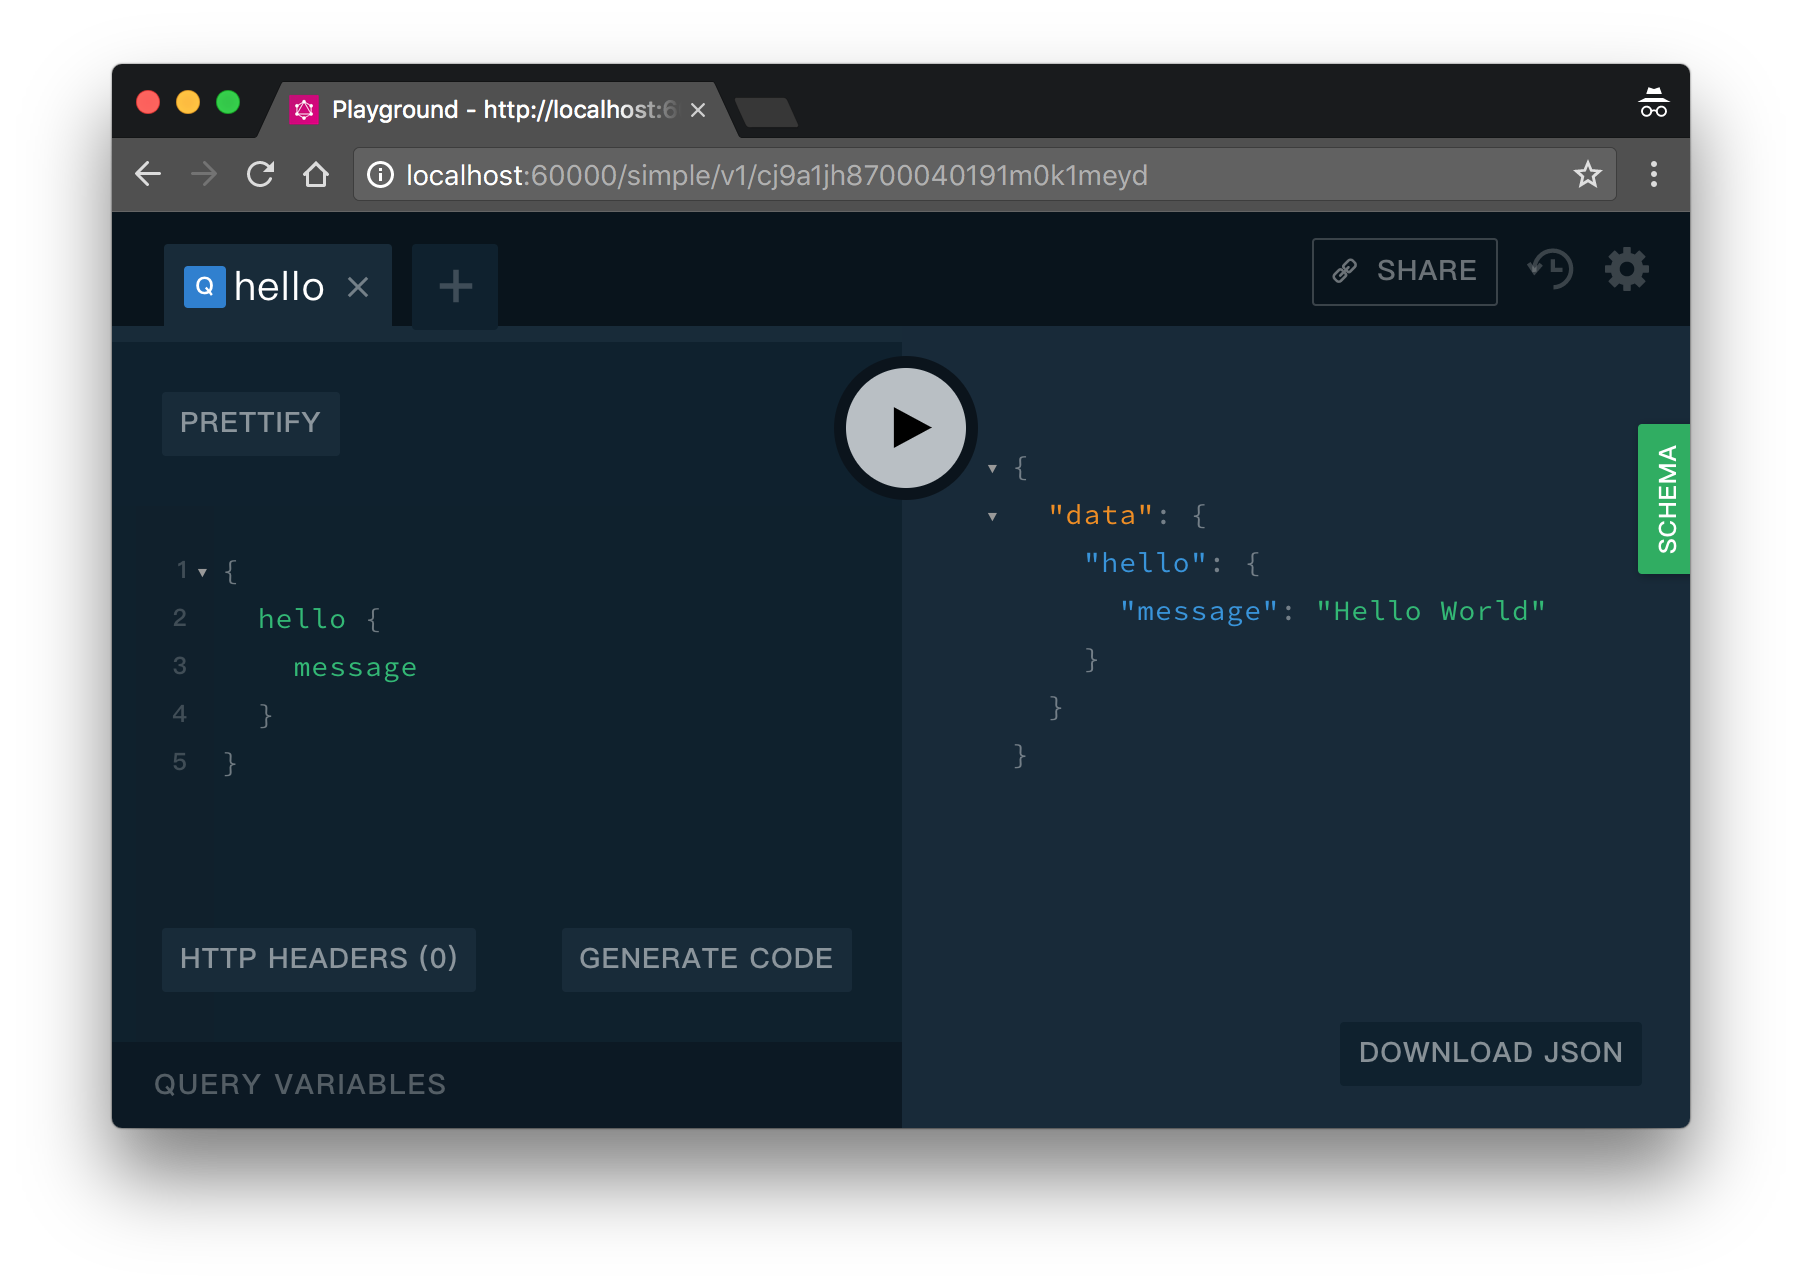 Playground - http://localhost:6
localhost:60000/simple/v1/cj9a1jh8700040191m0k1meyd
Q hello
SHARE
PRETTIFY
1 {
2 hello {
3 message
4 }
5 }
{
"data": {
"hello": {
"message": "Hello World"
}
}
}
SCHEMA
HTTP HEADERS (0)
GENERATE CODE
DOWNLOAD JSON
QUERY VARIABLES